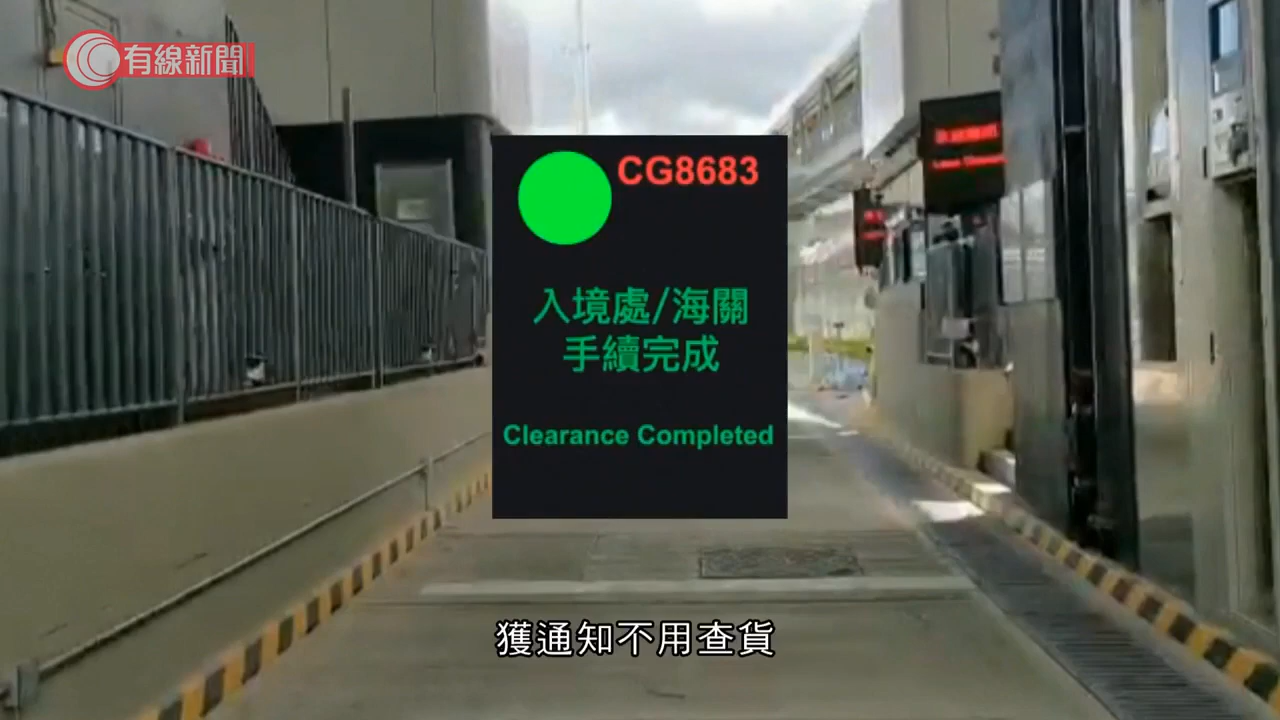 有線新聞
CG8683
入境處/海關
手續完成
Clearance Completed
獲通知不用查貨